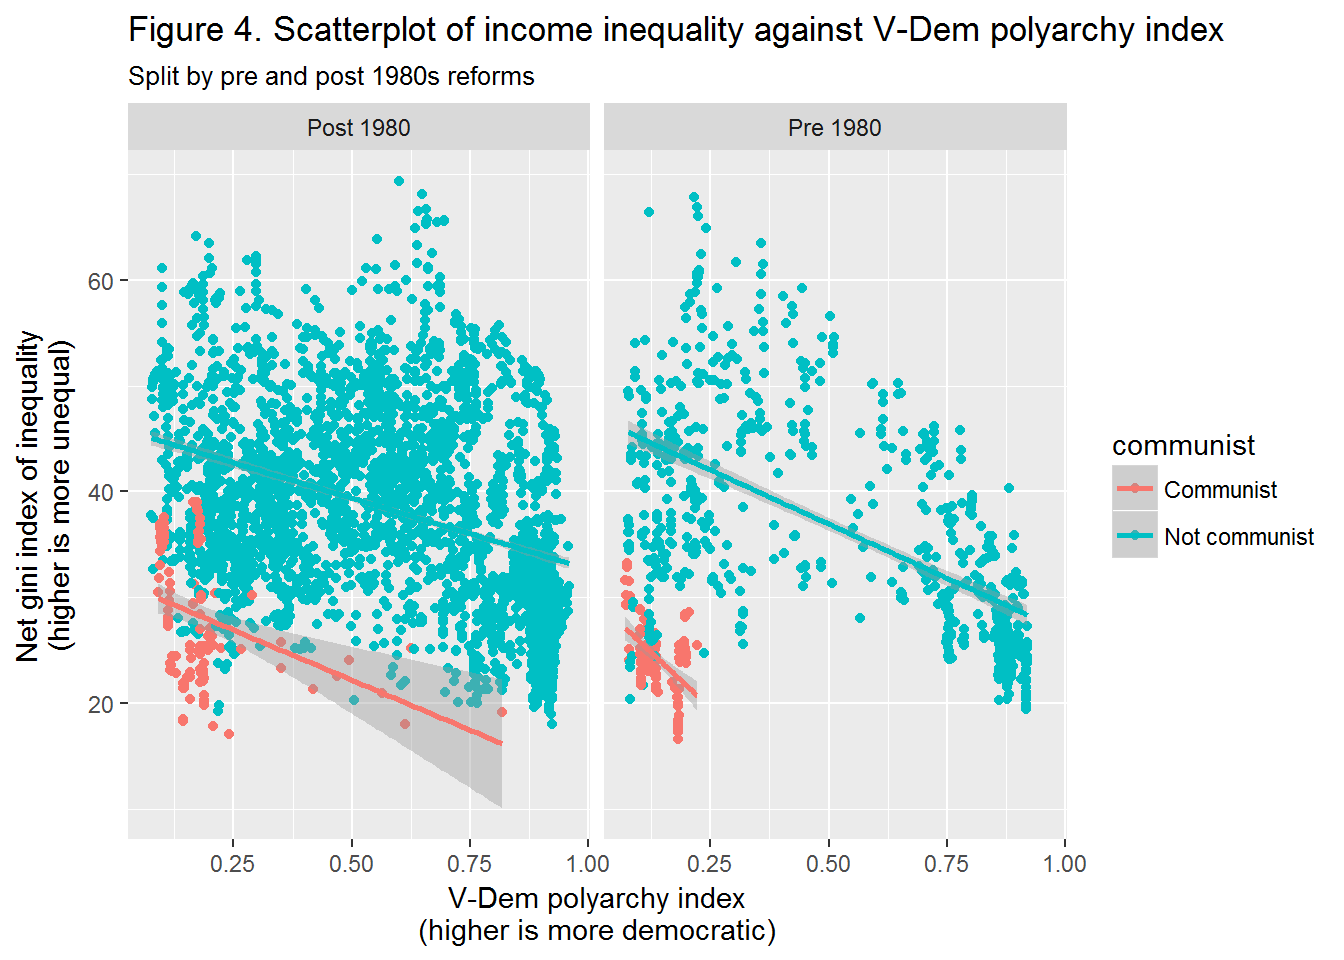 Figure 4. Scatterplot of income inequality against V-Dem polyarchy index
Split by pre and post 1980s reforms
Post 1980
Pre 1980
Net gini index of inequality
(higher is more unequal)
60
40
20
0.25
0.50
0.75
1.00
0.25
0.50
0.75
1.00
V-Dem polyarchy index
(higher is more democratic)
communist
Communist
Not communist